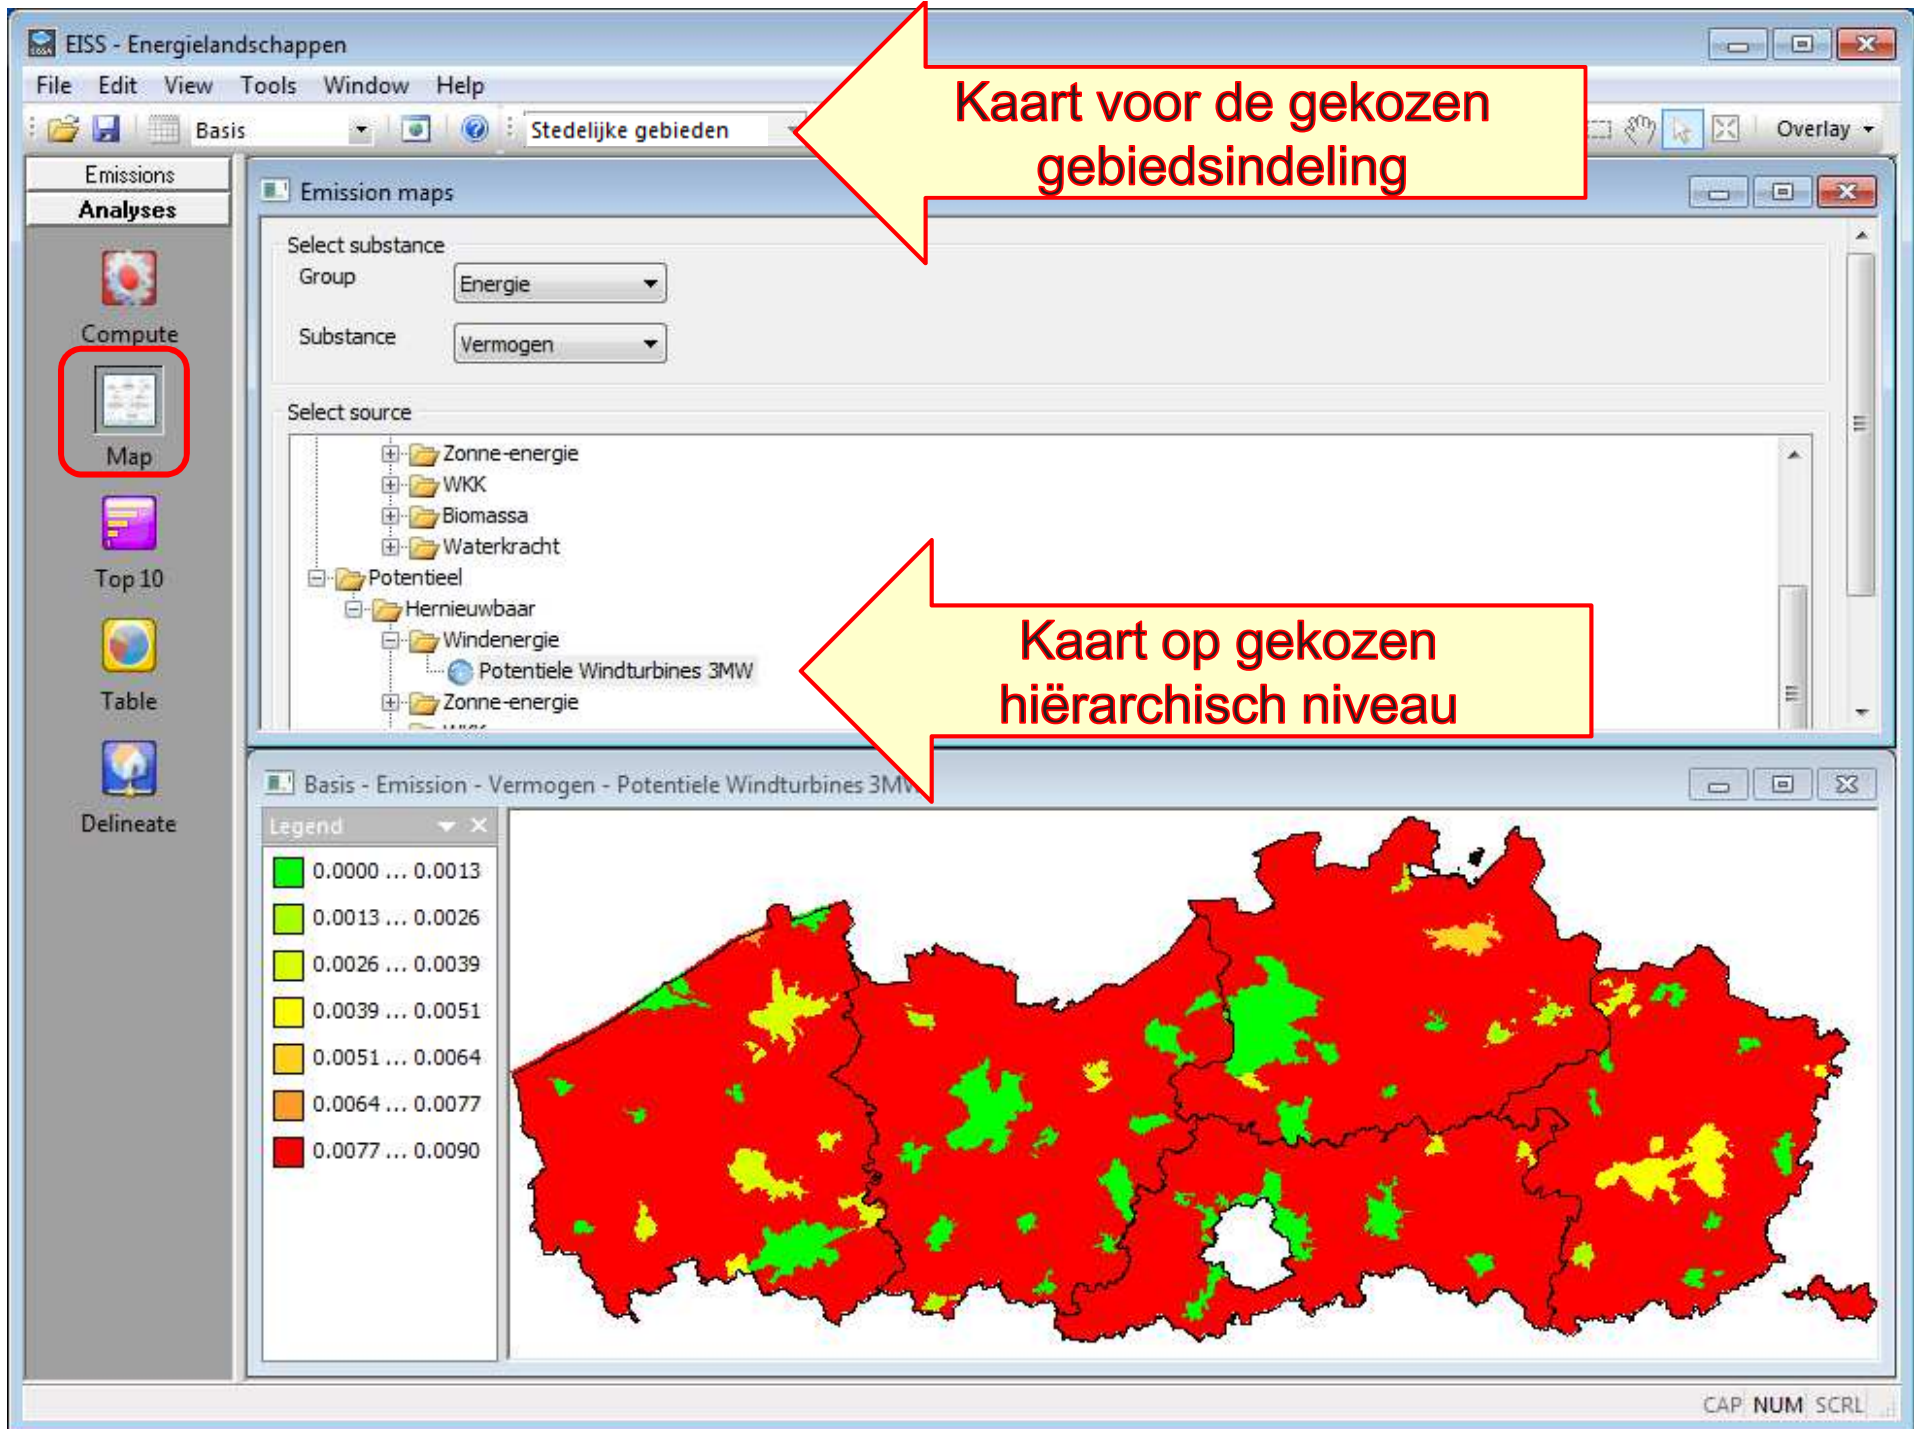 EISS - Energielandschappen
File Edit View Tools Window Help
Basis Stedelijke gebieden Overlay
Kaart voor de gekozen
gebiedsindeling
Emissions
Analyses
Compute
Map
Top 10
Table
Delineate
Emission maps
Select substance
Group Energie
Substance Vermogen
Select source
Zonne-energie
WKK
Biomassa
Waterkracht
Potentieel
Hernieuwbaar
Windenergie
Potentiele Windturbines 3MW
Zonne-energie
WKK
Kaart op gekozen
hiërarchisch niveau
Basis - Emission - Vermogen - Potentiele Windturbines 3MW
Legend
0.0000 ... 0.0013
0.0013 ... 0.0026
0.0026 ... 0.0039
0.0039 ... 0.0051
0.0051 ... 0.0064
0.0064 ... 0.0077
0.0077 ... 0.0090
CAP NUM SCRL